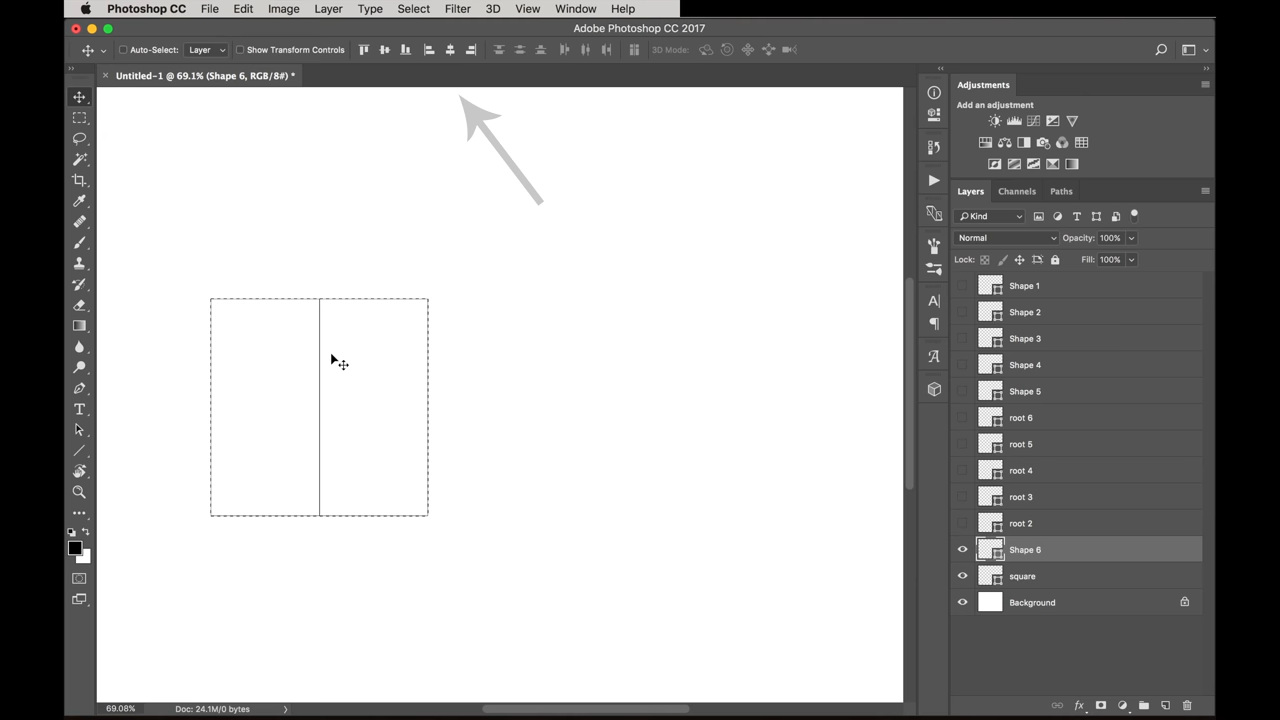 Photoshop CC File Edit Image Layer Type Select Filter 3D View Window Help
Adobe Photoshop CC 2017
Auto-Select: Layer Show Transform Controls 3D Mode:
× Untitled-1 @ 69.1% (Shape 6, RGB/8#) *
Adjustments
Add an adjustment
Layers Channels Paths
Kind
Normal Opacity: 100%
Lock: Fill: 100%
Shape 1
Shape 2
Shape 3
Shape 4
Shape 5
root 6
root 5
root 4
root 3
root 2
Shape 6
square
Background
69.08% Doc: 24.1M/0 bytes